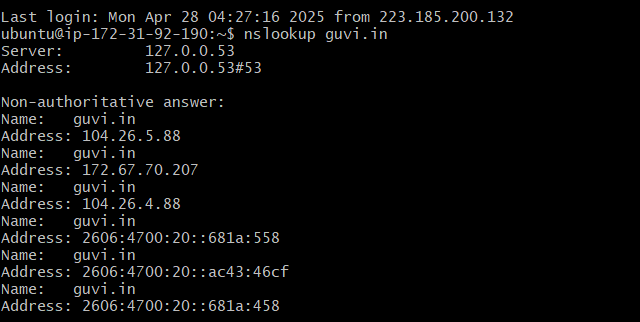 Last login: Mon Apr 28 04:27:16 2025 from 223.185.200.132
ubuntu@ip-172-31-92-190:~$ nslookup guvi.in
Server:         127.0.0.53
Address:        127.0.0.53#53

Non-authoritative answer:
Name:   guvi.in
Address: 104.26.5.88
Name:   guvi.in
Address: 172.67.70.207
Name:   guvi.in
Address: 104.26.4.88
Name:   guvi.in
Address: 2606:4700:20::681a:558
Name:   guvi.in
Address: 2606:4700:20::ac43:46cf
Name:   guvi.in
Address: 2606:4700:20::681a:458